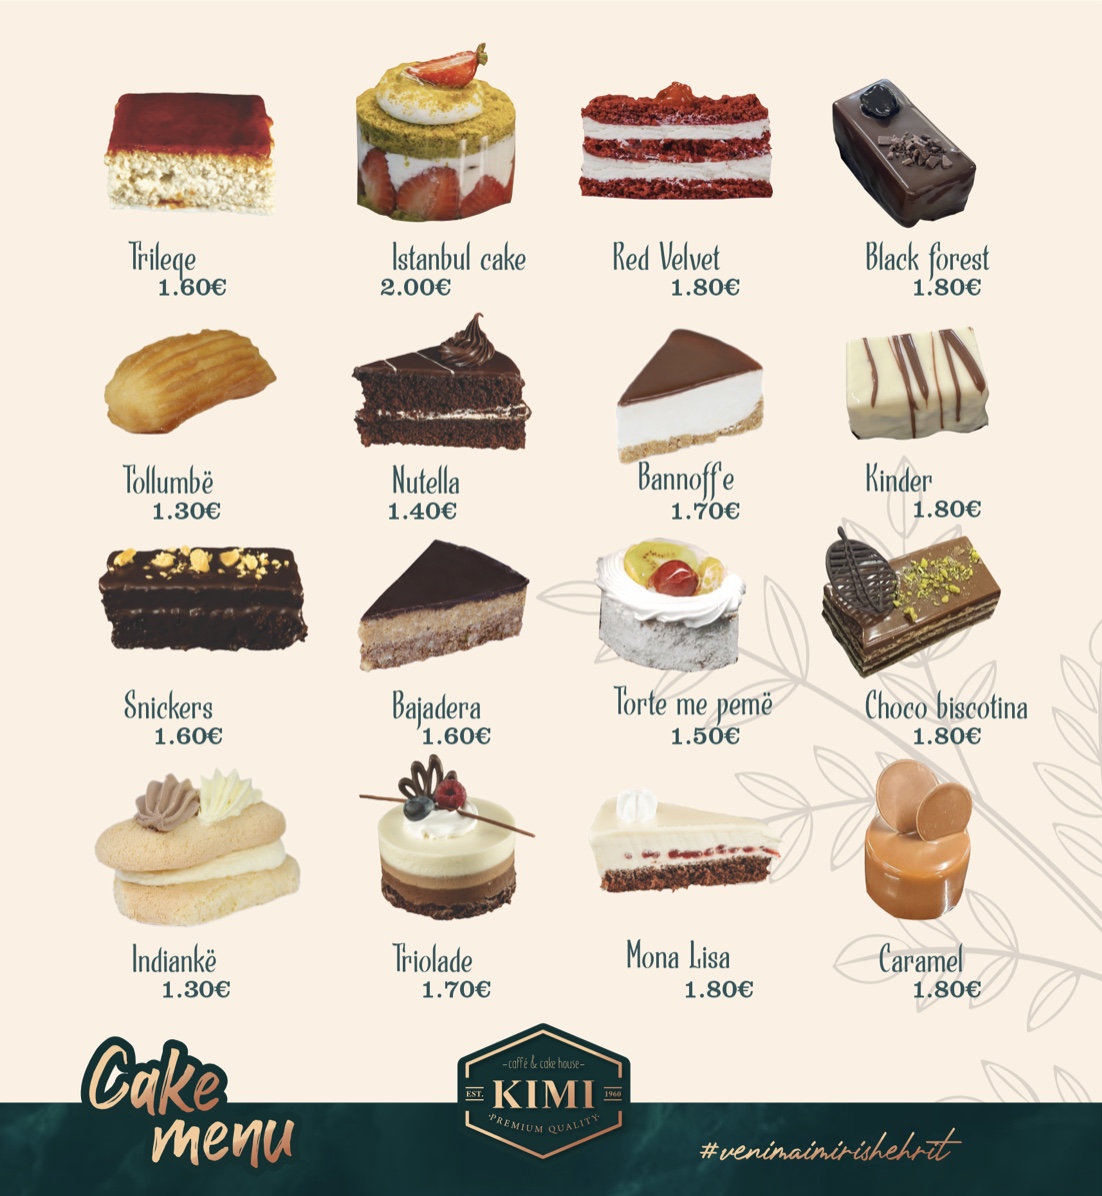 Trileqe
1.60€
Istanbul cake
2.00€
Red Velvet
1.80€
Black forest
1.80€
Tollumbë
1.30€
Nutella
1.40€
Bannoffe
1.70€
Kinder
1.80€
Snickers
1.60€
Bajadera
1.60€
Torte me pemë
1.50€
Choco biscotina
1.80€
Indiankë
1.30€
Triolade
1.70€
Mona Lisa
1.80€
Caramel
1.80€
Cake
menu
-caffé & cake house-
EST. KIMI 1960
·PREMIUM QUALITY·
#venimaimirishehrit